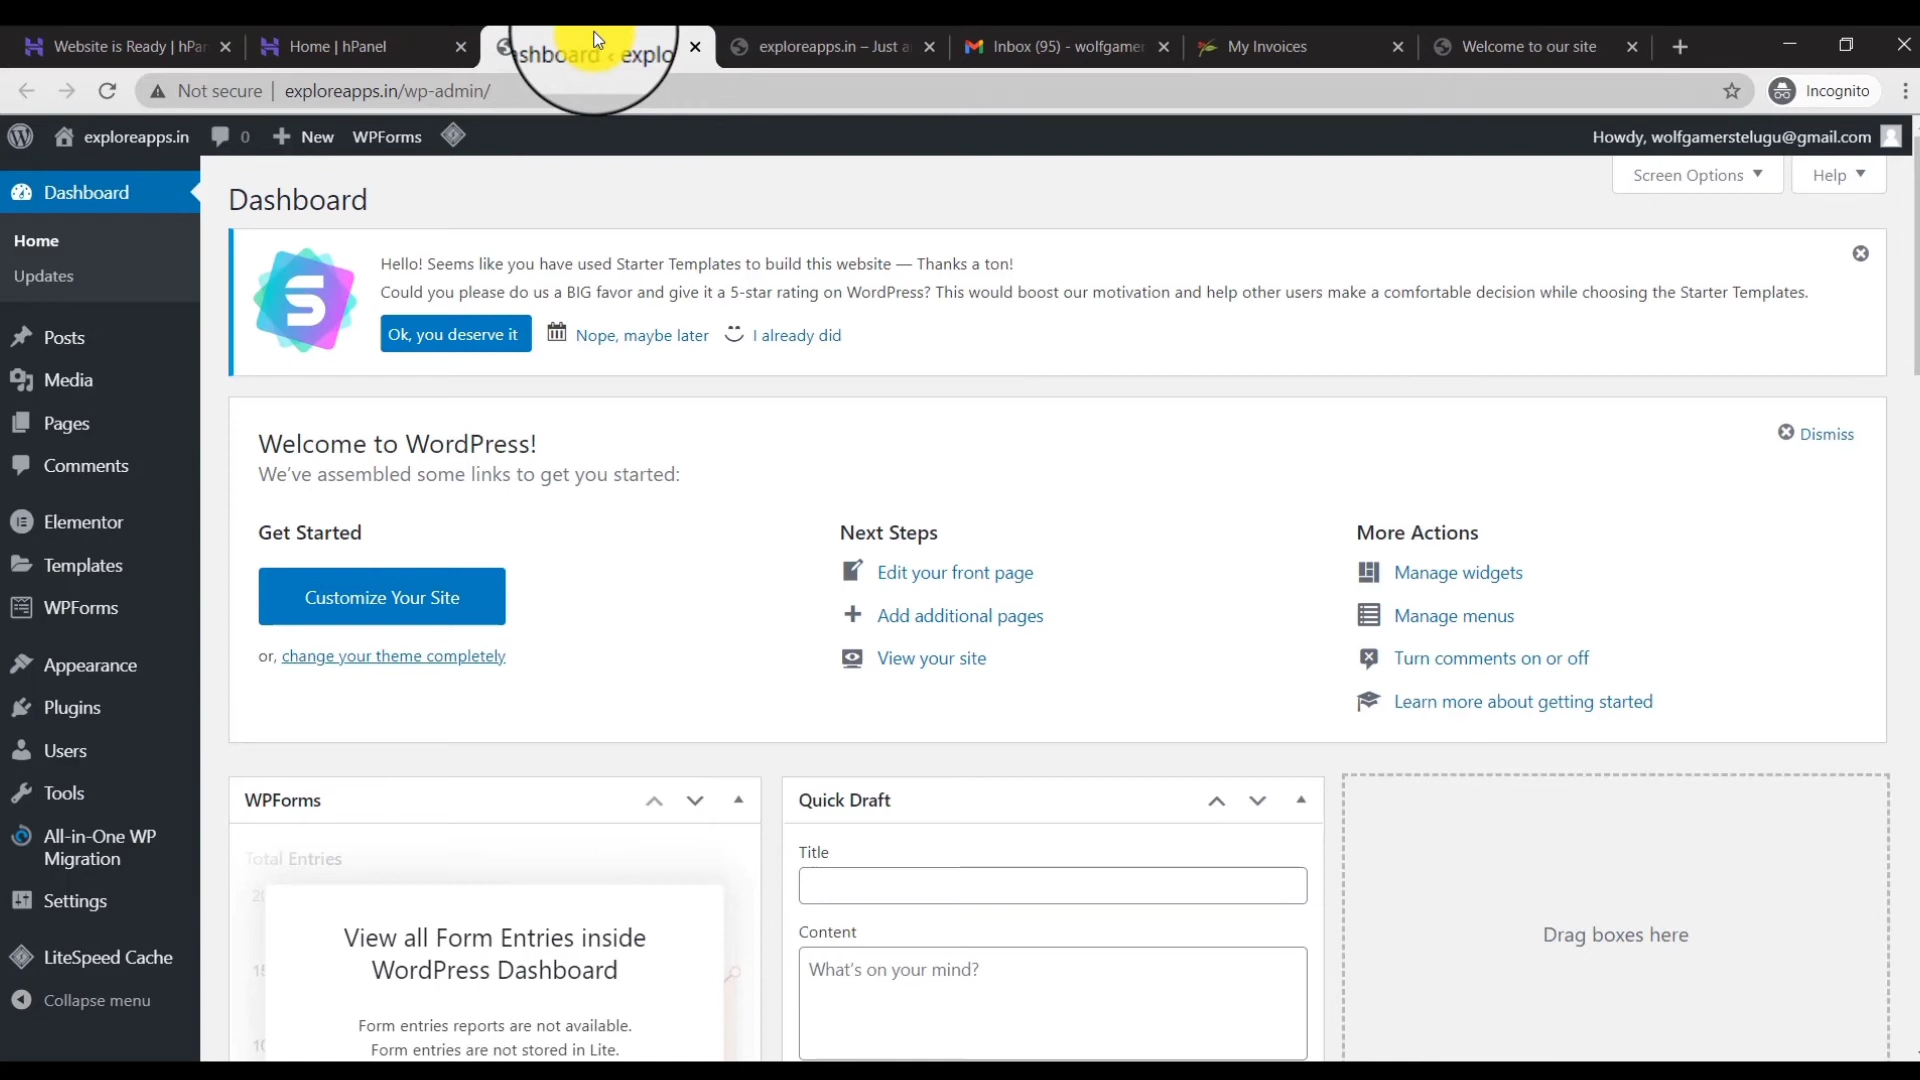 Website is Ready | hPa
Home | hPanel
shboard ‹ explo
exploreapps.in – Just a
Inbox (95) - wolfgamer
My Invoices
Welcome to our site
Not secure | exploreapps.in/wp-admin/
Incognito
exploreapps.in
0
New
WPForms
Howdy, wolfgamerstelugu@gmail.com
Dashboard
Home
Updates
Posts
Media
Pages
Comments
Elementor
Templates
WPForms
Appearance
Plugins
Users
Tools
All-in-One WP
Migration
Settings
LiteSpeed Cache
Collapse menu
Screen Options
Help
Dashboard
Hello! Seems like you have used Starter Templates to build this website — Thanks a ton!
Could you please do us a BIG favor and give it a 5-star rating on WordPress? This would boost our motivation and help other users make a comfortable decision while choosing the Starter Templates.
Ok, you deserve it
Nope, maybe later
I already did
Welcome to WordPress!
We've assembled some links to get you started:
Dismiss
Get Started
Customize Your Site
or, change your theme completely
Next Steps
Edit your front page
Add additional pages
View your site
More Actions
Manage widgets
Manage menus
Turn comments on or off
Learn more about getting started
WPForms
Total Entries
View all Form Entries inside
WordPress Dashboard
Form entries reports are not available.
Form entries are not stored in Lite.
Quick Draft
Title
Content
What's on your mind?
Drag boxes here